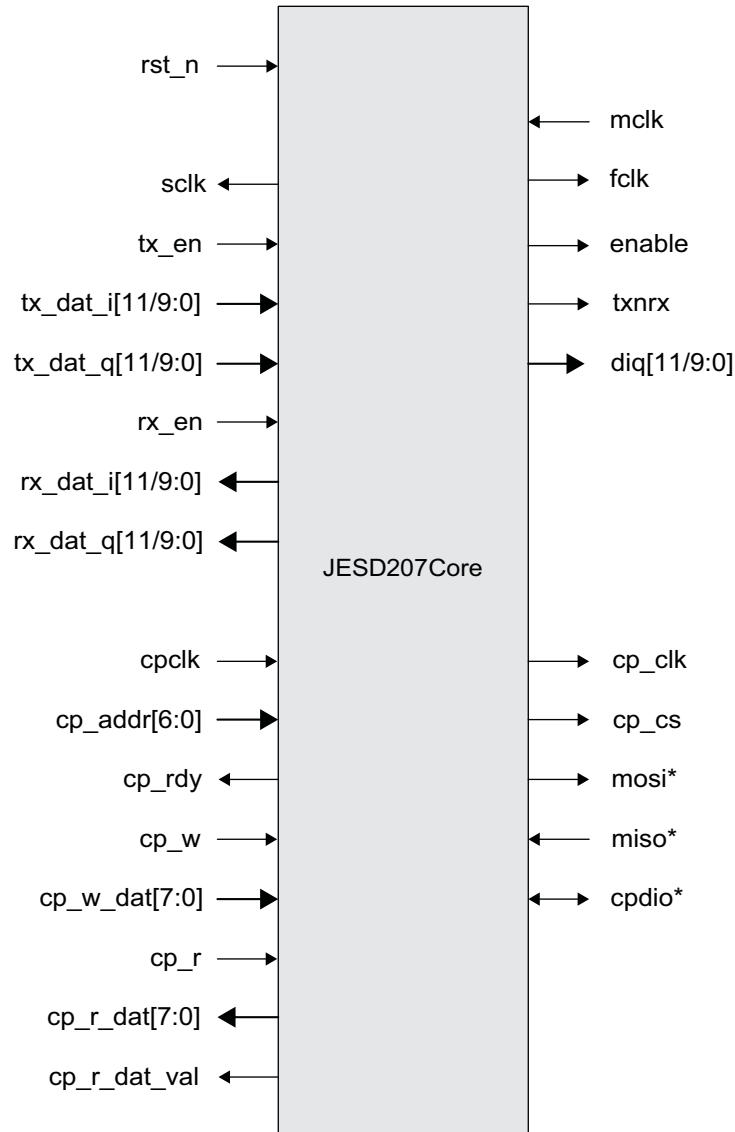 rst_n
mclk
sclk
fclk
tx_en
enable
tx_dat_i[11/9:0]
txnrx
tx_dat_q[11/9:0]
diq[11/9:0]
rx_en
rx_dat_i[11/9:0]
rx_dat_q[11/9:0]
JESD207Core
cpclk
cp_clk
cp_addr[6:0]
cp_cs
cp_rdy
mosi*
cp_w
miso*
cp_w_dat[7:0]
cpdio*
cp_r
cp_r_dat[7:0]
cp_r_dat_val